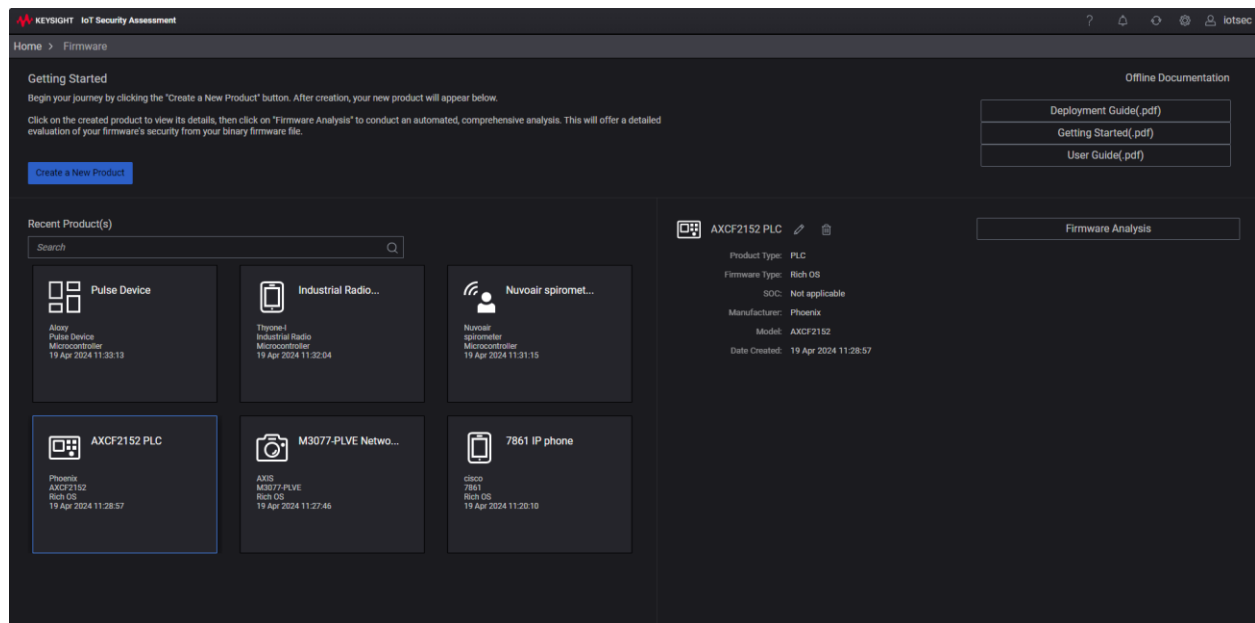 KEYSIGHT IoT Security Assessment
iotsec
Home > Firmware
Getting Started
Begin your journey by clicking the "Create a New Product" button. After creation, your new product will appear below.
Click on the created product to view its details, then click on "Firmware Analysis" to conduct an automated, comprehensive analysis. This will offer a detailed
evaluation of your firmware's security from your binary firmware file.
Create a New Product
Offline Documentation
Deployment Guide(.pdf)
Getting Started(.pdf)
User Guide(.pdf)
Recent Product(s)
Search
Pulse Device
Aloxy
Pulse Device
Microcontroller
19 Apr 2024 11:33:13
Industrial Radio...
Thyone-I
Industrial Radio
Microcontroller
19 Apr 2024 11:32:04
Nuvoair spiromet...
Nuvoair
spirometer
Microcontroller
19 Apr 2024 11:31:15
AXCF2152 PLC
Phoenix
AXCF2152
Rich OS
19 Apr 2024 11:28:57
M3077-PLVE Netwo...
AXIS
M3077-PLVE
Rich OS
19 Apr 2024 11:27:46
7861 IP phone
cisco
7861
Rich OS
19 Apr 2024 11:20:10
AXCF2152 PLC
Firmware Analysis
Product Type: PLC
Firmware Type: Rich OS
SOC: Not applicable
Manufacturer: Phoenix
Model: AXCF2152
Date Created: 19 Apr 2024 11:28:57